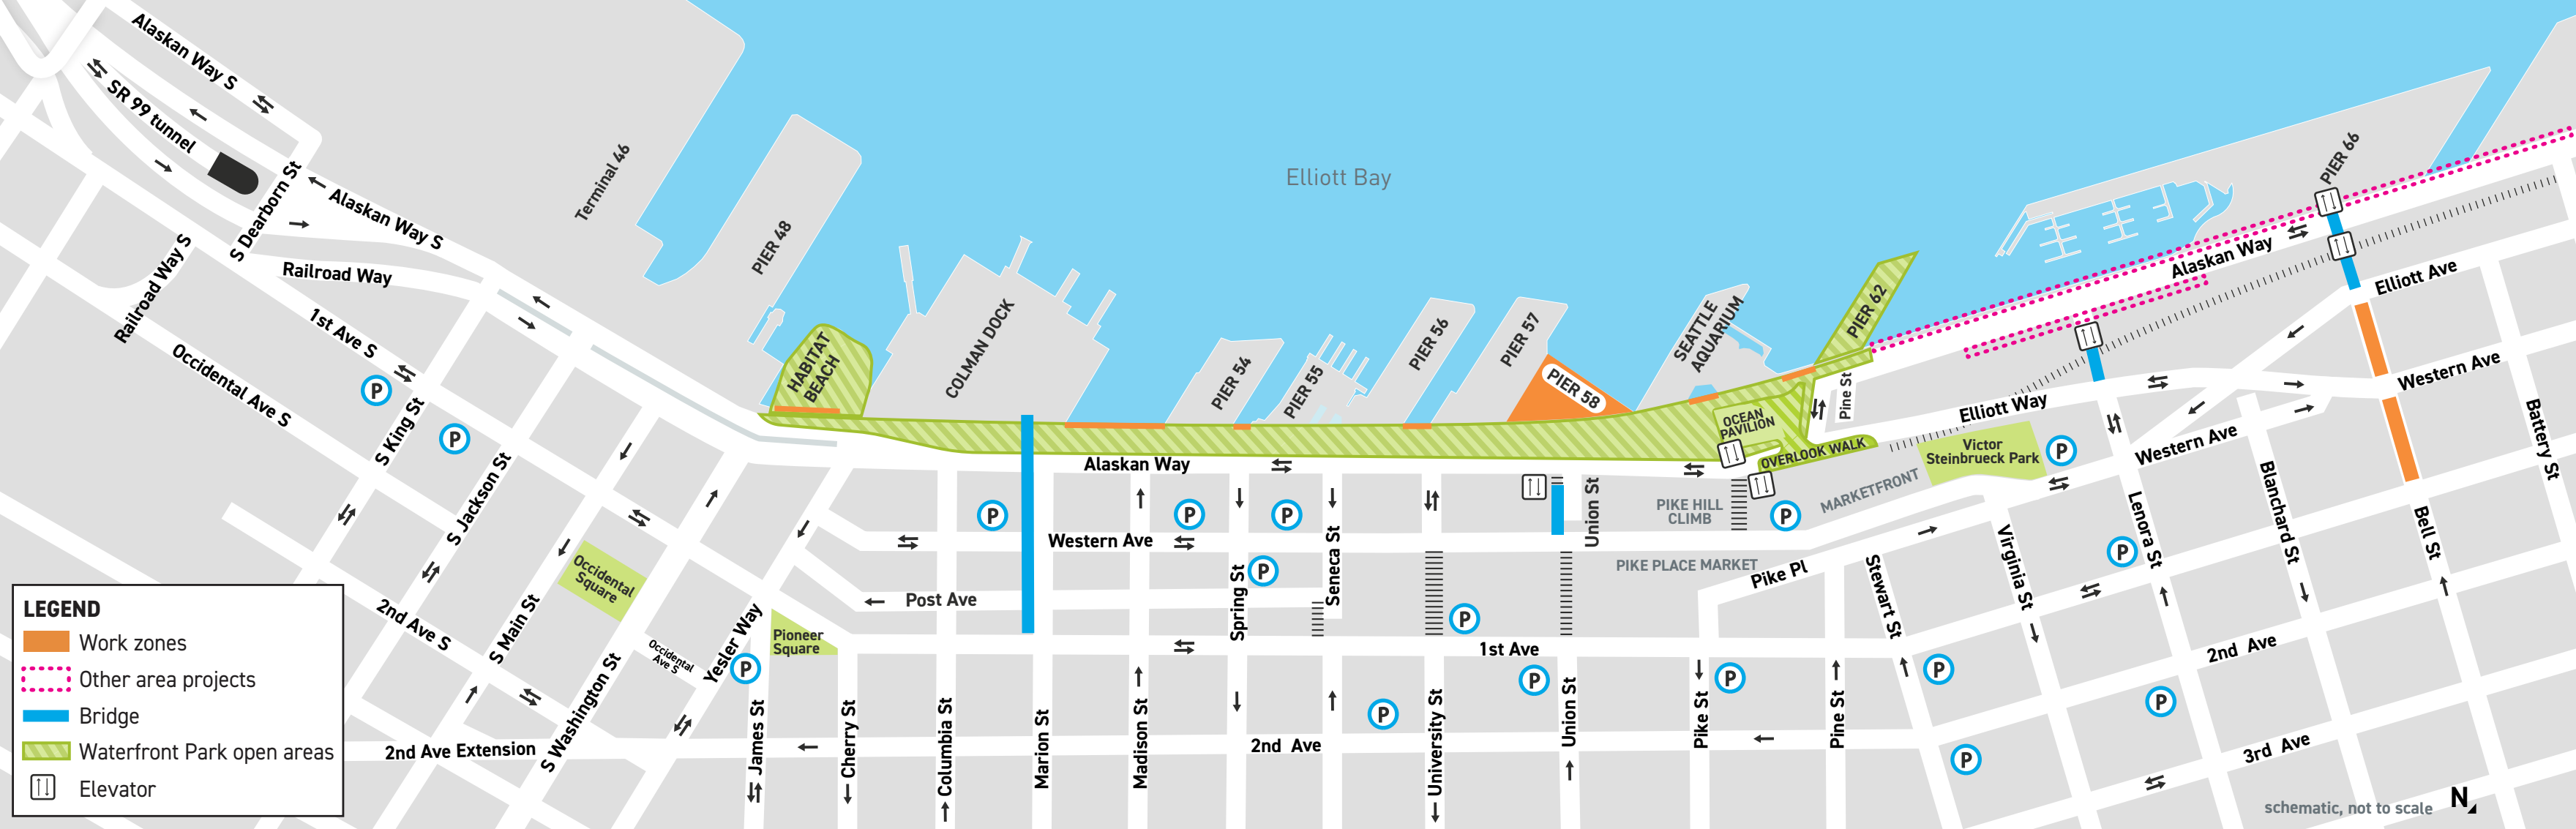 Alaskan Way S
SR 99 tunnel
S Dearborn St
Alaskan Way S
Railroad Way S
Railroad Way
1st Ave S
Occidental Ave S
P
P
S King St
S Jackson St
Occidental
Square
2nd Ave S
S Main St
Occidental
Ave S
S Washington St
Yesler Way
2nd Ave Extension
Terminal 46
PIER 48
HABITAT
BEACH
COLMAN DOCK
Elliott Bay
PIER 54
PIER 55
PIER 56
PIER 57
PIER 58
SEATTLE
AQUARIUM
PIER 62
PIER 66
Alaskan Way
Elliott Ave
Western Ave
Battery St
Pine St
OCEAN
PAVILION
OVERLOOK WALK
Elliott Way
Victor
Steinbrueck Park
P
Western Ave
Alaskan Way
P
P
P
Union St
PIKE HILL
CLIMB
P
MARKETFRONT
Western Ave
Seneca St
P
PIKE PLACE MARKET
Pike Pl
Stewart St
Virginia St
Lenora St
P
Blanchard St
Bell St
Post Ave
Spring St
P
Pioneer
Square
P
1st Ave
P
P
P
P
P
2nd Ave
James St
Cherry St
Columbia St
Marion St
Madison St
2nd Ave
University St
Union St
Pike St
Pine St
P
3rd Ave
LEGEND
Work zones
Other area projects
Bridge
Waterfront Park open areas
Elevator
schematic, not to scale
N